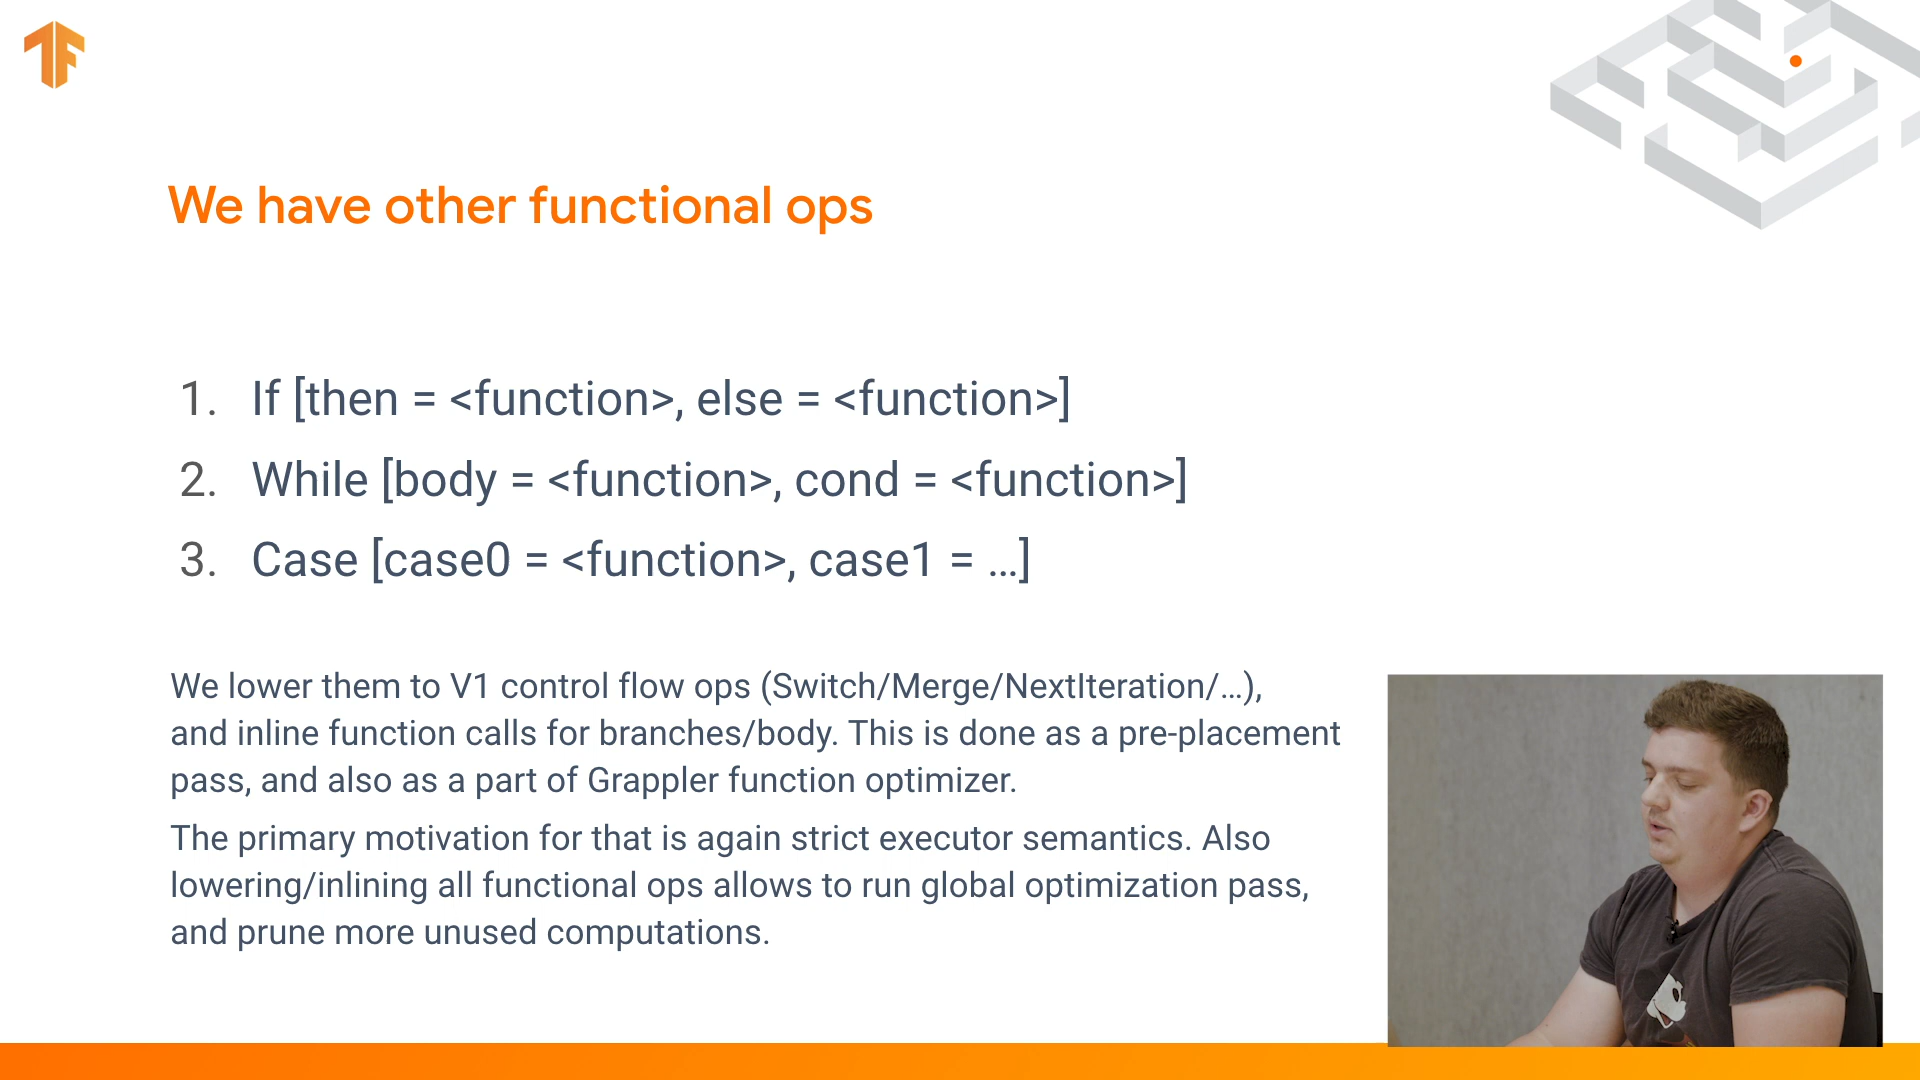 We have other functional ops
1. If [then = <function>, else = <function>]
2. While [body = <function>, cond = <function>]
3. Case [case0 = <function>, case1 = ...]
We lower them to V1 control flow ops (Switch/Merge/NextIteration/...),
and inline function calls for branches/body. This is done as a pre-placement
pass, and also as a part of Grappler function optimizer.
The primary motivation for that is again strict executor semantics. Also
lowering/inlining all functional ops allows to run global optimization pass,
and prune more unused computations.